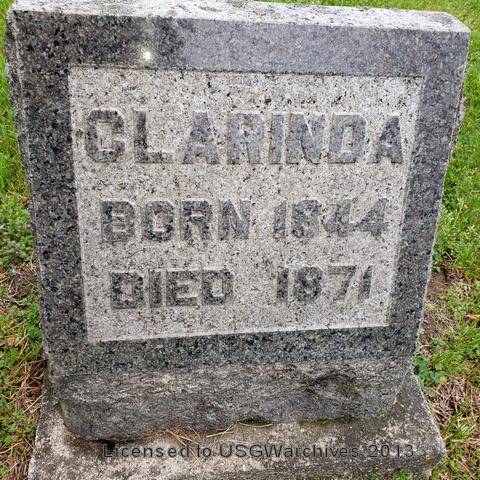 CLARINDA
BORN 1844
DIED 1871
Licensed to USGWarchives 2013